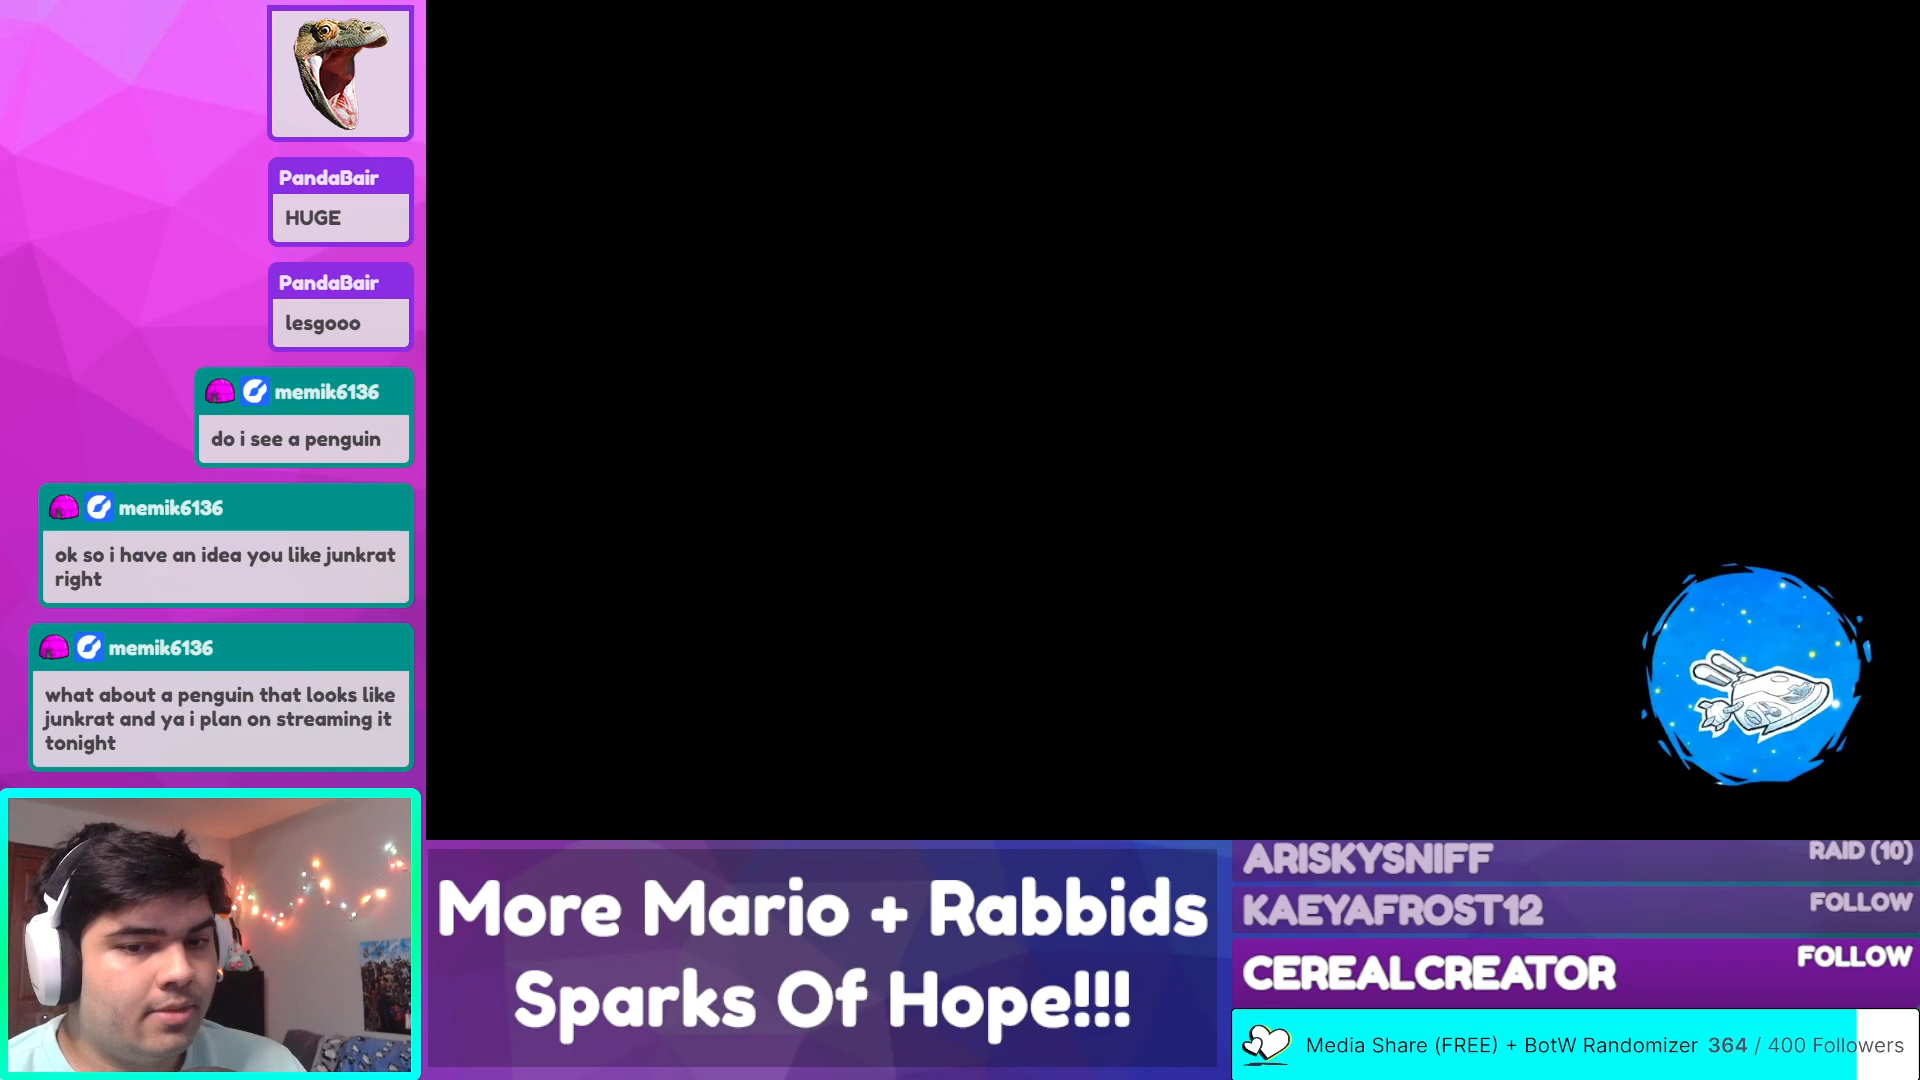 PandaBair
HUGE
PandaBair
lesgooo
memik6136
do i see a penguin
memik6136
ok so i have an idea you like junkrat
right
memik6136
what about a penguin that looks like
junkrat and ya i plan on streaming it
tonight
More Mario + Rabbids
Sparks Of Hope!!!
ARISKYSNIFF RAID (10)
KAEYAFROST12 FOLLOW
CEREALCREATOR FOLLOW
Media Share (FREE) + BotW Randomizer 364 / 400 Followers